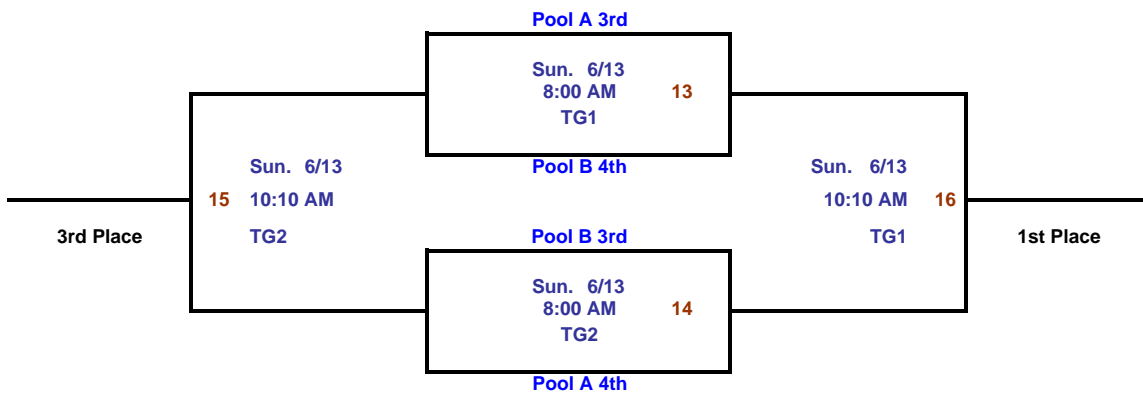 Pool A 3rd
Sun. 6/13
8:00 AM 13
TG1
Pool B 4th
Sun. 6/13
15 10:10 AM
TG2
3rd Place
Sun. 6/13
10:10 AM 16
TG1
1st Place
Pool B 3rd
Sun. 6/13
8:00 AM 14
TG2
Pool A 4th